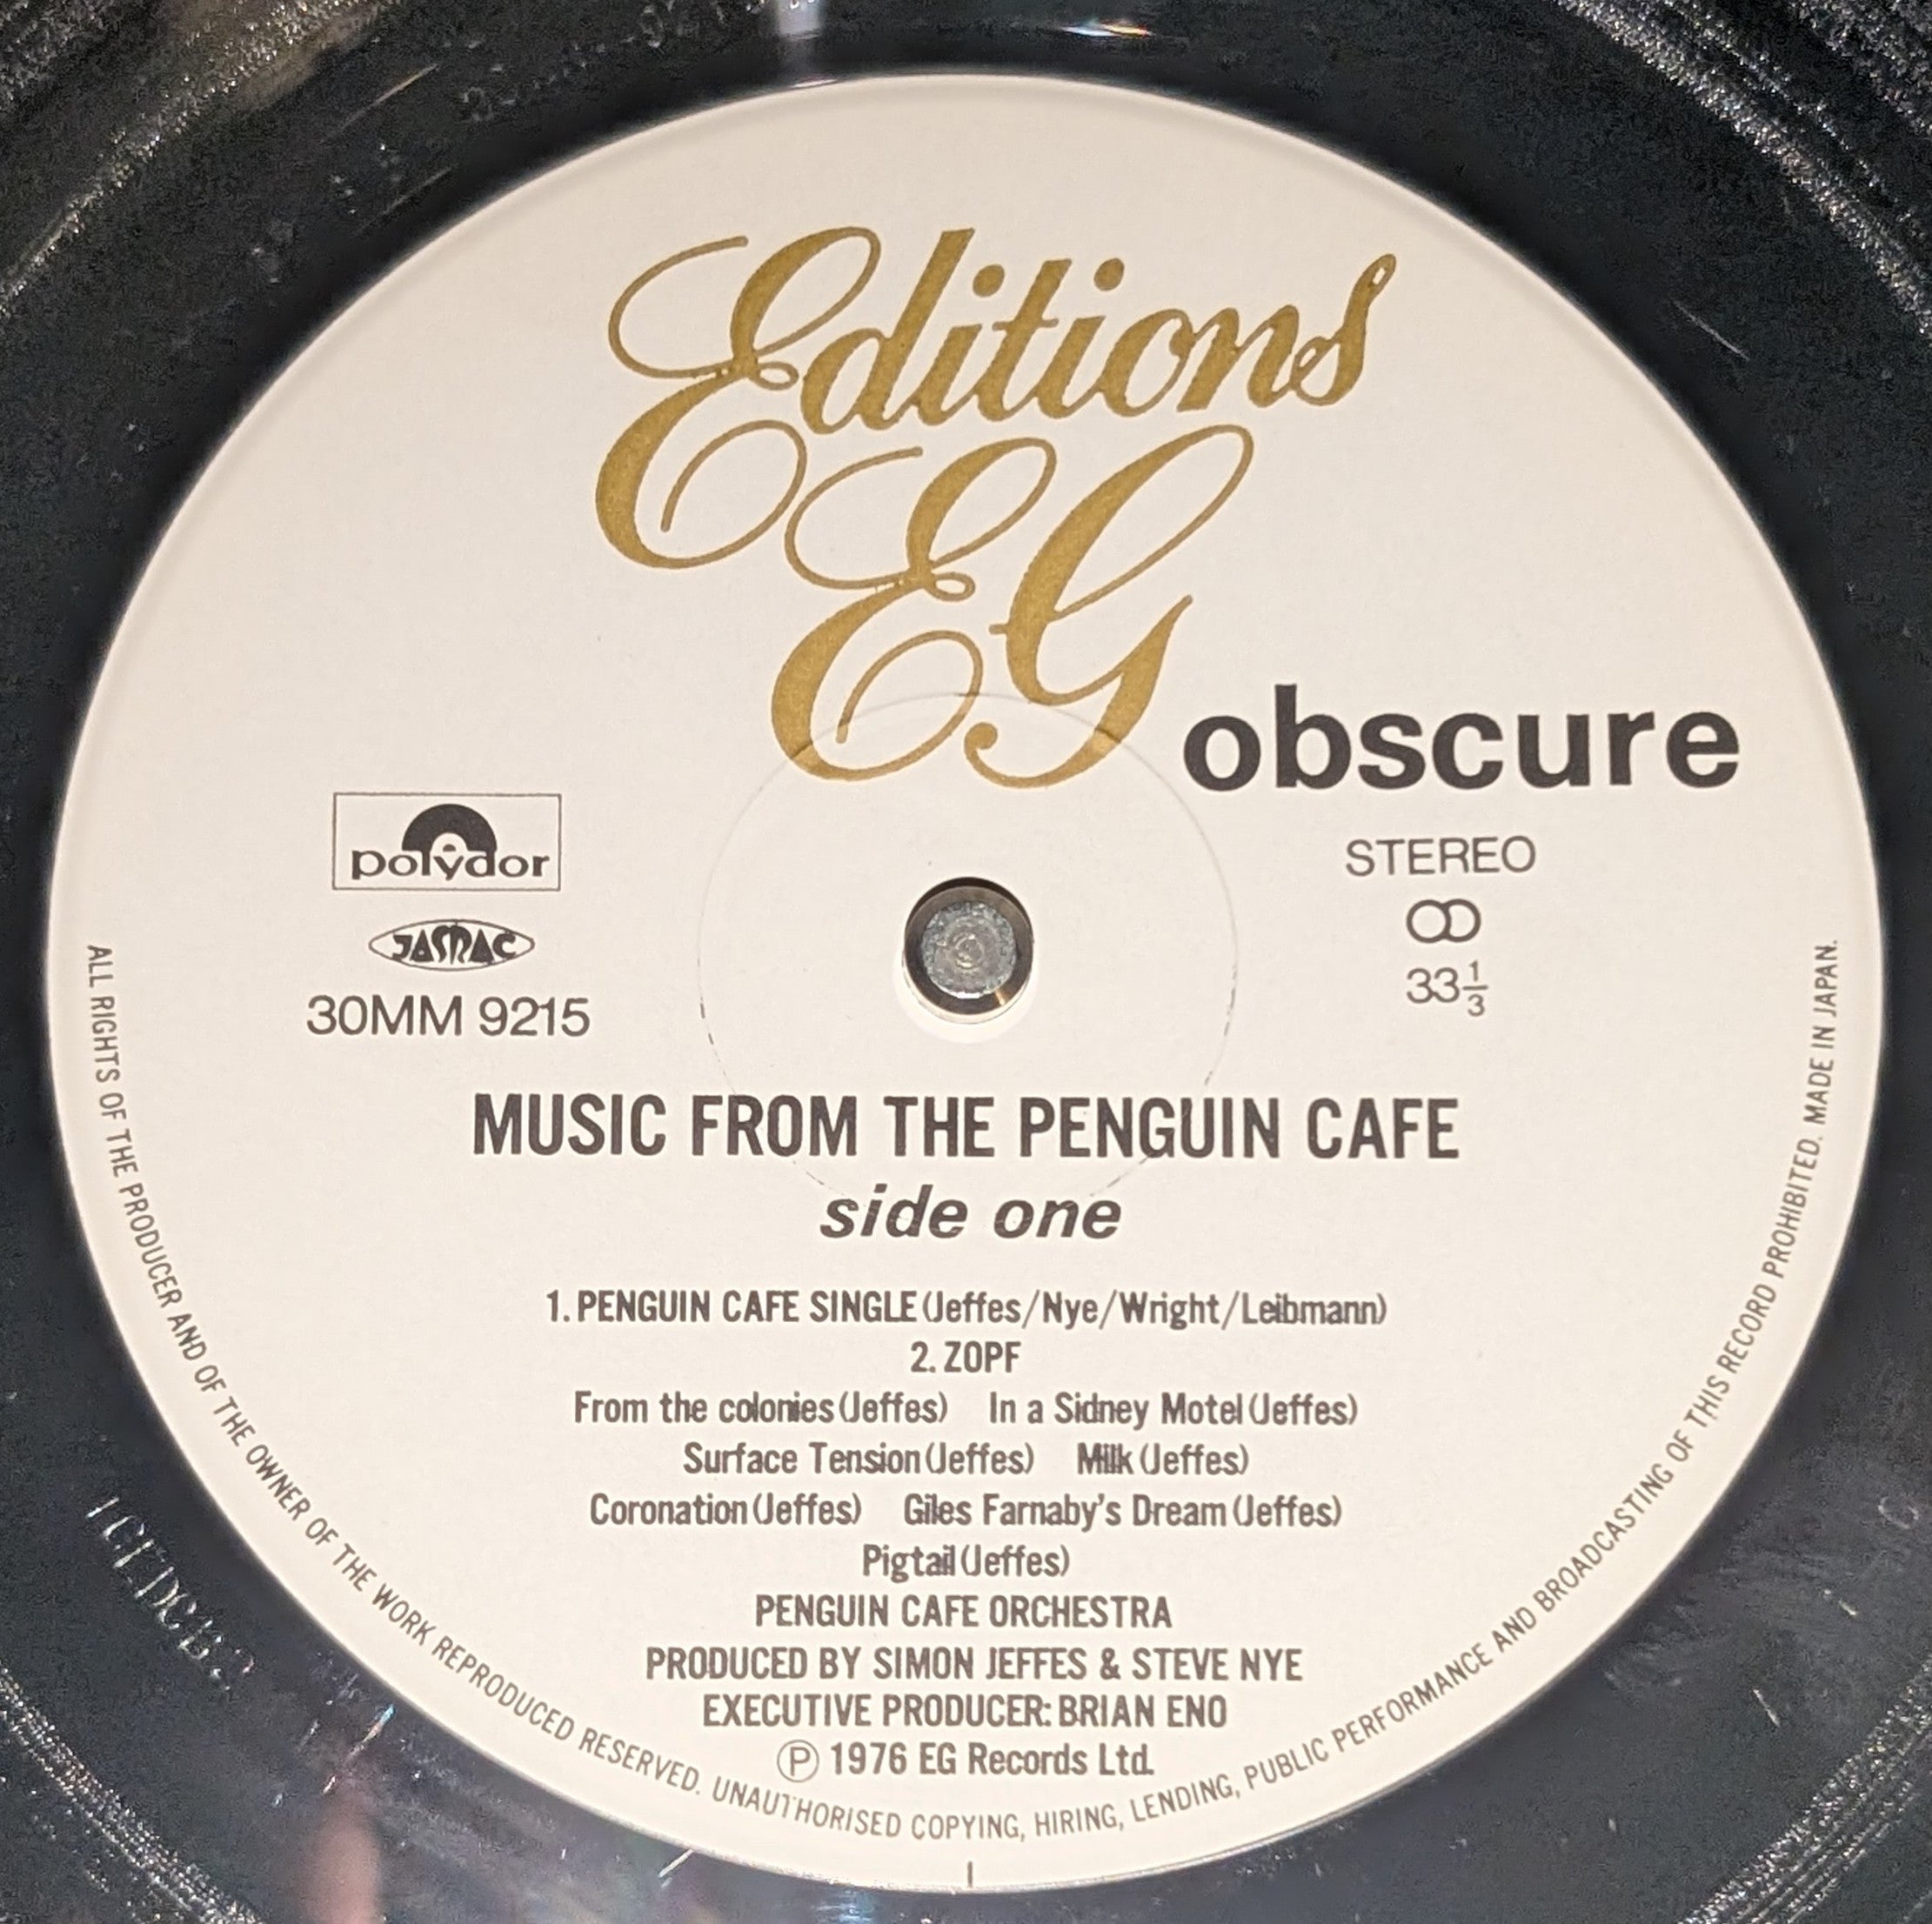 Editions
EG
obscure
polydor
JASRAC
30MM 9215
STEREO
33 1/3
MUSIC FROM THE PENGUIN CAFE
side one
1. PENGUIN CAFE SINGLE (Jeffes/Nye/Wright/Leibmann)
2. ZOPF
From the colonies (Jeffes) In a Sidney Motel (Jeffes)
Surface Tension (Jeffes) Milk (Jeffes)
Coronation (Jeffes) Giles Farnaby's Dream (Jeffes)
Pigtail (Jeffes)
PENGUIN CAFE ORCHESTRA
PRODUCED BY SIMON JEFFES & STEVE NYE
EXECUTIVE PRODUCER: BRIAN ENO
Ⓟ 1976 EG Records Ltd.
ALL RIGHTS OF THE PRODUCER AND OF THE OWNER OF THE WORK REPRODUCED RESERVED. UNAUTHORISED COPYING, HIRING, LENDING, PUBLIC PERFORMANCE AND BROADCASTING OF THIS RECORD PROHIBITED. MADE IN JAPAN.